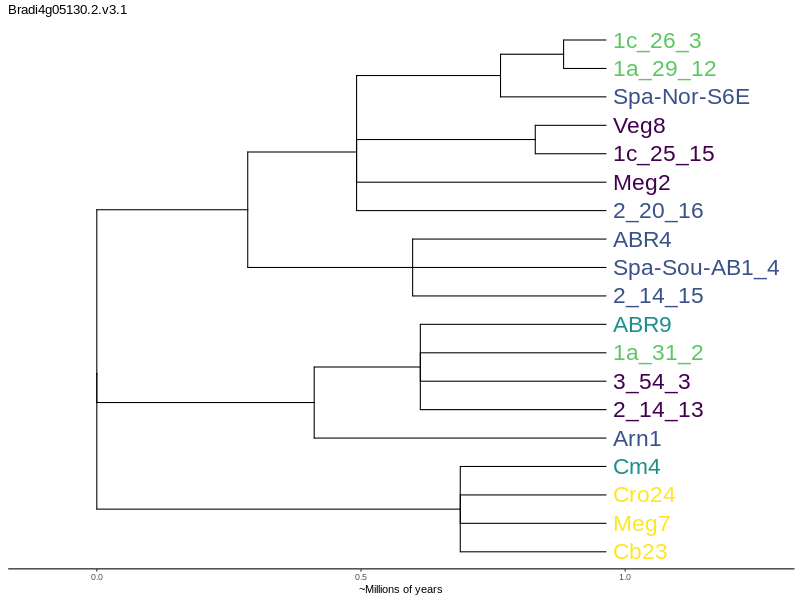 Bradi4g05130.2.v3.1
1c_26_3
1a_29_12
Spa-Nor-S6E
Veg8
1c_25_15
Meg2
2_20_16
ABR4
Spa-Sou-AB1_4
2_14_15
ABR9
1a_31_2
3_54_3
2_14_13
Arn1
Cm4
Cro24
Meg7
Cb23
0.0 0.5 1.0
~Millions of years